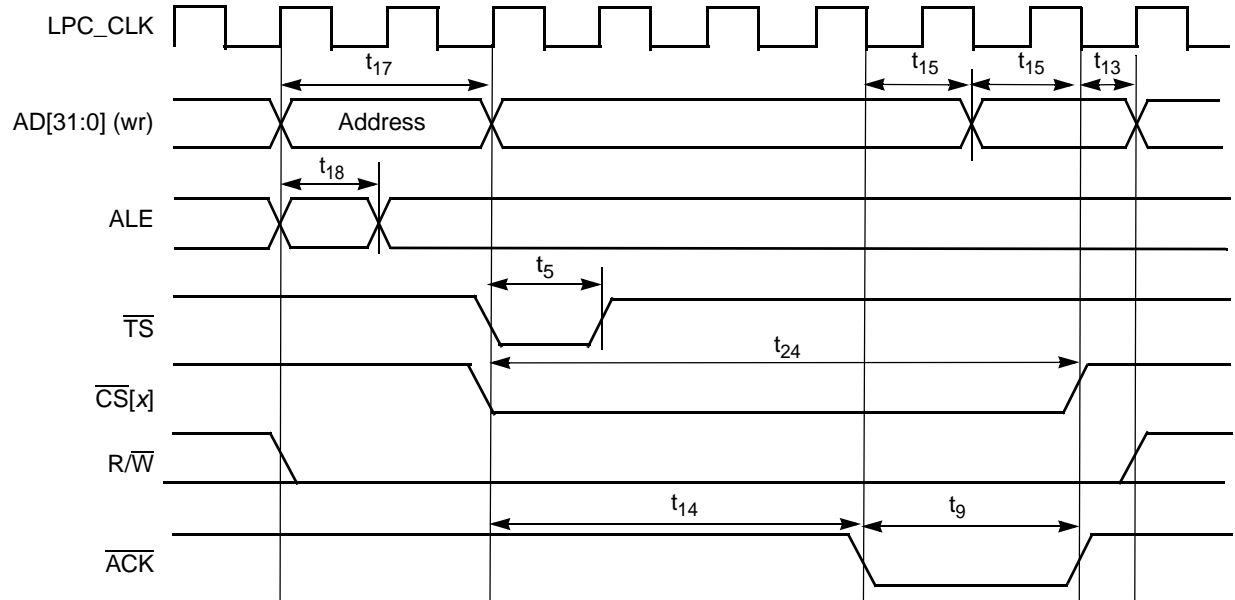 LPC_CLK
t17
t15
t15
t13
AD[31:0] (wr)
Address
t18
ALE
t5
TS
t24
CS[x]
R/W
t14
t9
ACK